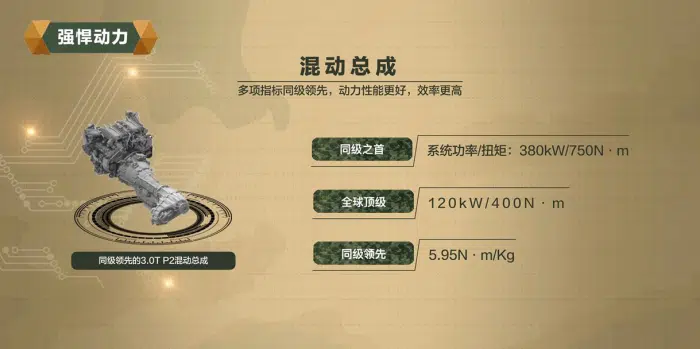 强悍动力
混动总成
多项指标同级领先，动力性能更好，效率更高
同级之首 系统功率/扭矩：380kW/750N · m
全球顶级 120kW/400N · m
同级领先 5.95N · m/Kg
同级领先的3.0T P2混动总成